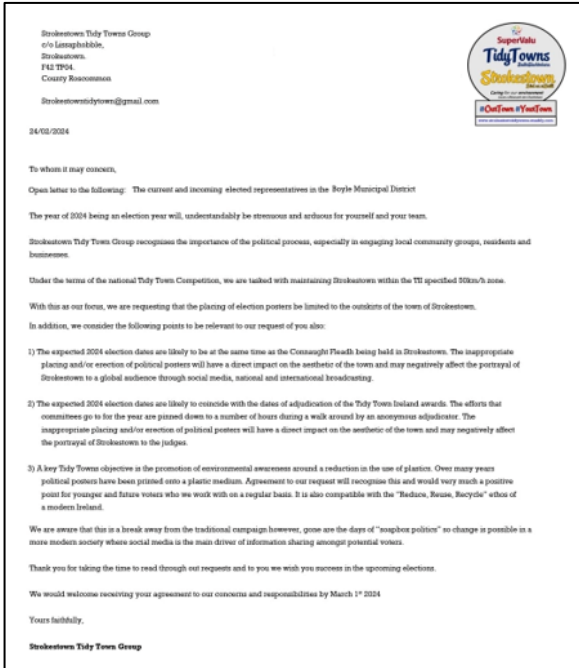 Strokestown Tidy Towns Group
c/o Lissaphobble,
Strokestown.
F42 TP04.
County Roscommon
Strokestowntidytown@gmail.com
SuperValu
TidyTowns
Strokestown
Caring for our environment
#OurTown #YourTown
www.strokestowntidytowns.weebly.com
24/02/2024
To whom it may concern,
Open letter to the following: The current and incoming elected representatives in the Boyle Municipal District
The year of 2024 being an election year will, understandably be strenuous and arduous for yourself and your team.
Strokestown Tidy Town Group recognises the importance of the political process, especially in engaging local community groups, residents and
businesses.
Under the terms of the national Tidy Town Competition, we are tasked with maintaining Strokestown within the TII specified 50km/h zone.
With this as our focus, we are requesting that the placing of election posters be limited to the outskirts of the town of Strokestown.
In addition, we consider the following points to be relevant to our request of you also:
1) The expected 2024 election dates are likely to be at the same time as the Connaught Fleadh being held in Strokestown. The inappropriate
placing and/or erection of political posters will have a direct impact on the aesthetic of the town and may negatively affect the portrayal of
Strokestown to a global audience through social media, national and international broadcasting.
2) The expected 2024 election dates are likely to coincide with the dates of adjudication of the Tidy Town Ireland awards. The efforts that
committees go to for the year are pinned down to a number of hours during a walk around by an anonymous adjudicator. The
inappropriate placing and/or erection of political posters will have a direct impact on the aesthetic of the town and may negatively affect
the portrayal of Strokestown to the judges.
3) A key Tidy Towns objective is the promotion of environmental awareness around a reduction in the use of plastics. Over many years
political posters have been printed onto a plastic medium. Agreement to our request will recognise this and would very much a positive
point for younger and future voters who we work with on a regular basis. It is also compatible with the "Reduce, Reuse, Recycle" ethos of
a modern Ireland.
We are aware that this is a break away from the traditional campaign however, gone are the days of "soapbox politics" so change is possible in a
more modern society where social media is the main driver of information sharing amongst potential voters.
Thank you for taking the time to read through out requests and to you we wish you success in the upcoming elections.
We would welcome receiving your agreement to our concerns and responsibilities by March 1st 2024
Yours faithfully,
Strokestown Tidy Town Group